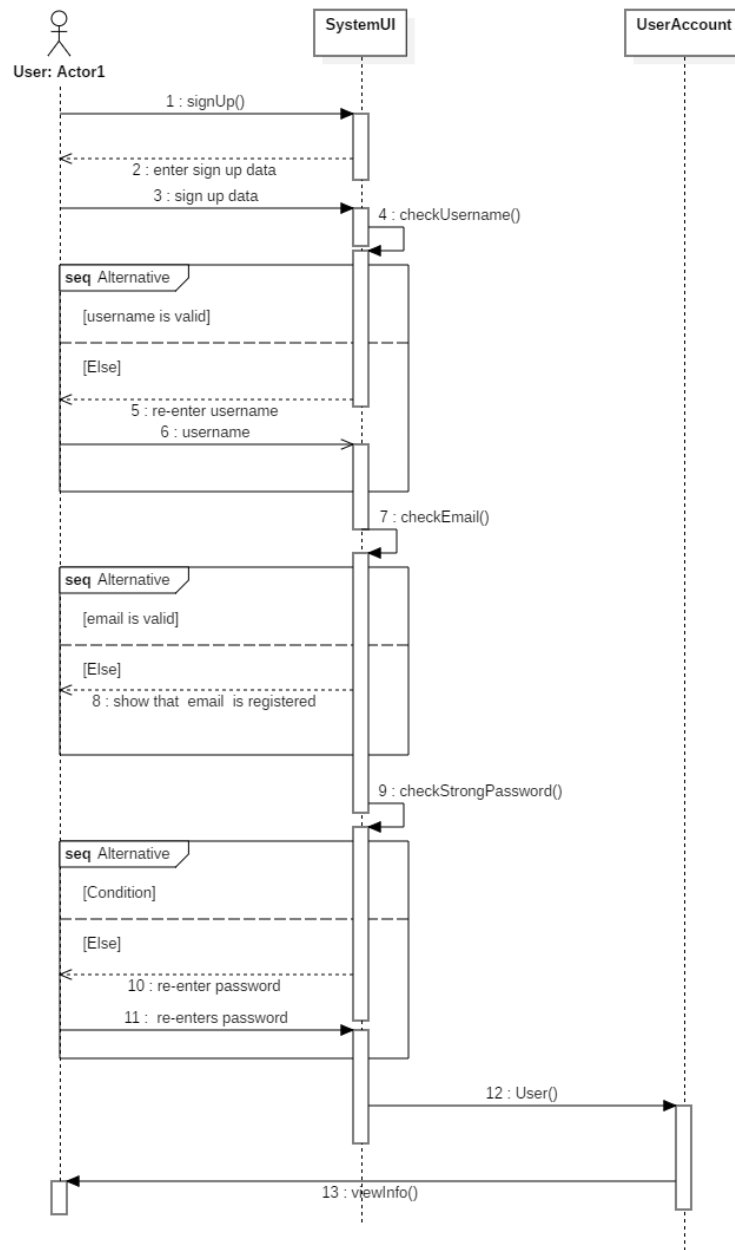 SystemUI
UserAccount
User: Actor1
1 : signUp()
2 : enter sign up data
3 : sign up data
4 : checkUsername()
seq Alternative
[username is valid]
[Else]
5 : re-enter username
6 : username
7 : checkEmail()
seq Alternative
[email is valid]
[Else]
8 : show that email is registered
9 : checkStrongPassword()
seq Alternative
[Condition]
[Else]
10 : re-enter password
11 : re-enters password
12 : User()
13 : viewInfo()